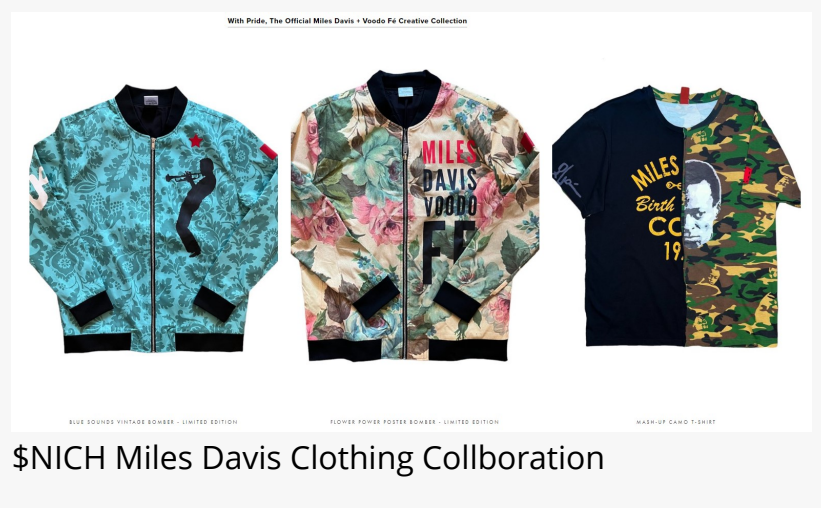 With Pride, The Official Miles Davis + Voodo Fé Creative Collection
MILES
DAVIS
VOODO
FE
MILES
Birth
CO
19
BLUE SOUNDS VINTAGE BOMBER - LIMITED EDITION
FLOWER POWER POSTER BOMBER - LIMITED EDITION
MASH-UP CAMO T-SHIRT
$NICH Miles Davis Clothing Collboration